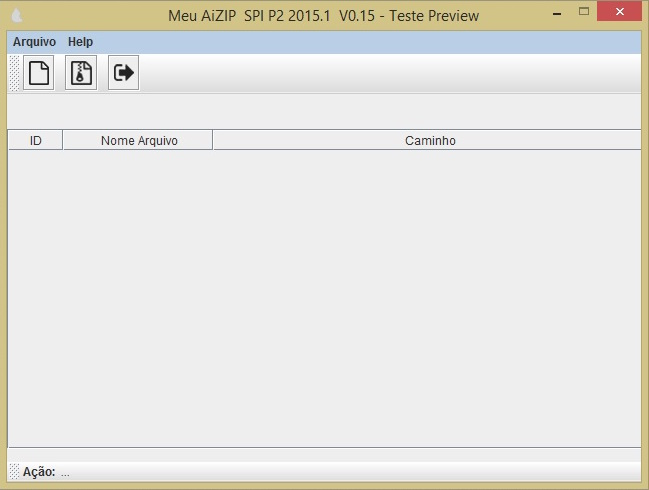 Meu AiZIP SPI P2 2015.1 V0.15 - Teste Preview
Arquivo Help
ID Nome Arquivo Caminho
Ação: ...